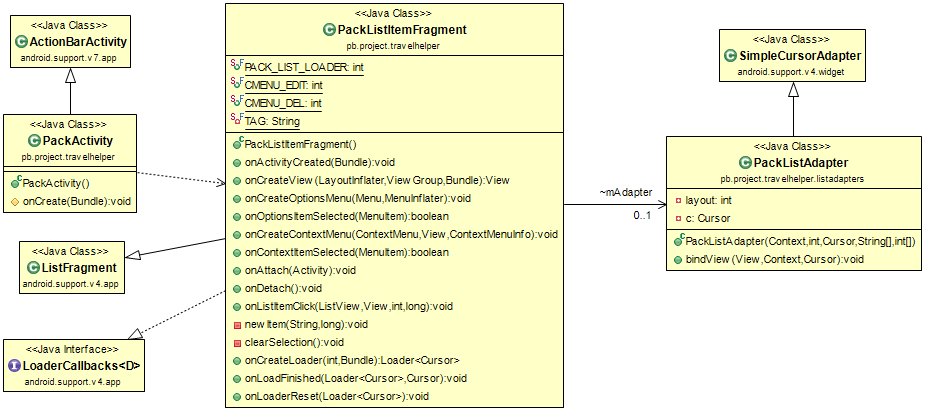 <<Java Class>>
ActionBarActivity
android.support.v7.app
<<Java Class>>
PackActivity
pb.project.travelhelper
PackActivity()
onCreate(Bundle):void
<<Java Class>>
ListFragment
android.support.v4.app
<<Java Interface>>
LoaderCallbacks<D>
android.support.v4.app
<<Java Class>>
PackListItemFragment
pb.project.travelhelper
PACK_LIST_LOADER: int
CMENU_EDIT: int
CMENU_DEL: int
TAG: String
PackListItemFragment()
onActivityCreated(Bundle):void
onCreateView(LayoutInflater,ViewGroup,Bundle):View
onCreateOptionsMenu(Menu,MenuInflater):void
onOptionsItemSelected(MenuItem):boolean
onCreateContextMenu(ContextMenu,View,ContextMenuInfo):void
onContextItemSelected(MenuItem):boolean
onAttach(Activity):void
onDetach():void
onListItemClick(ListView,View,int,long):void
newItem(String,long):void
clearSelection():void
onCreateLoader(int,Bundle):Loader<Cursor>
onLoadFinished(Loader<Cursor>,Cursor):void
onLoaderReset(Loader<Cursor>):void
~mAdapter
0..1
<<Java Class>>
SimpleCursorAdapter
android.support.v4.widget
<<Java Class>>
PackListAdapter
pb.project.travelhelper.listadapters
layout: int
c: Cursor
PackListAdapter(Context,int,Cursor,String[],int[])
bindView(View,Context,Cursor):void